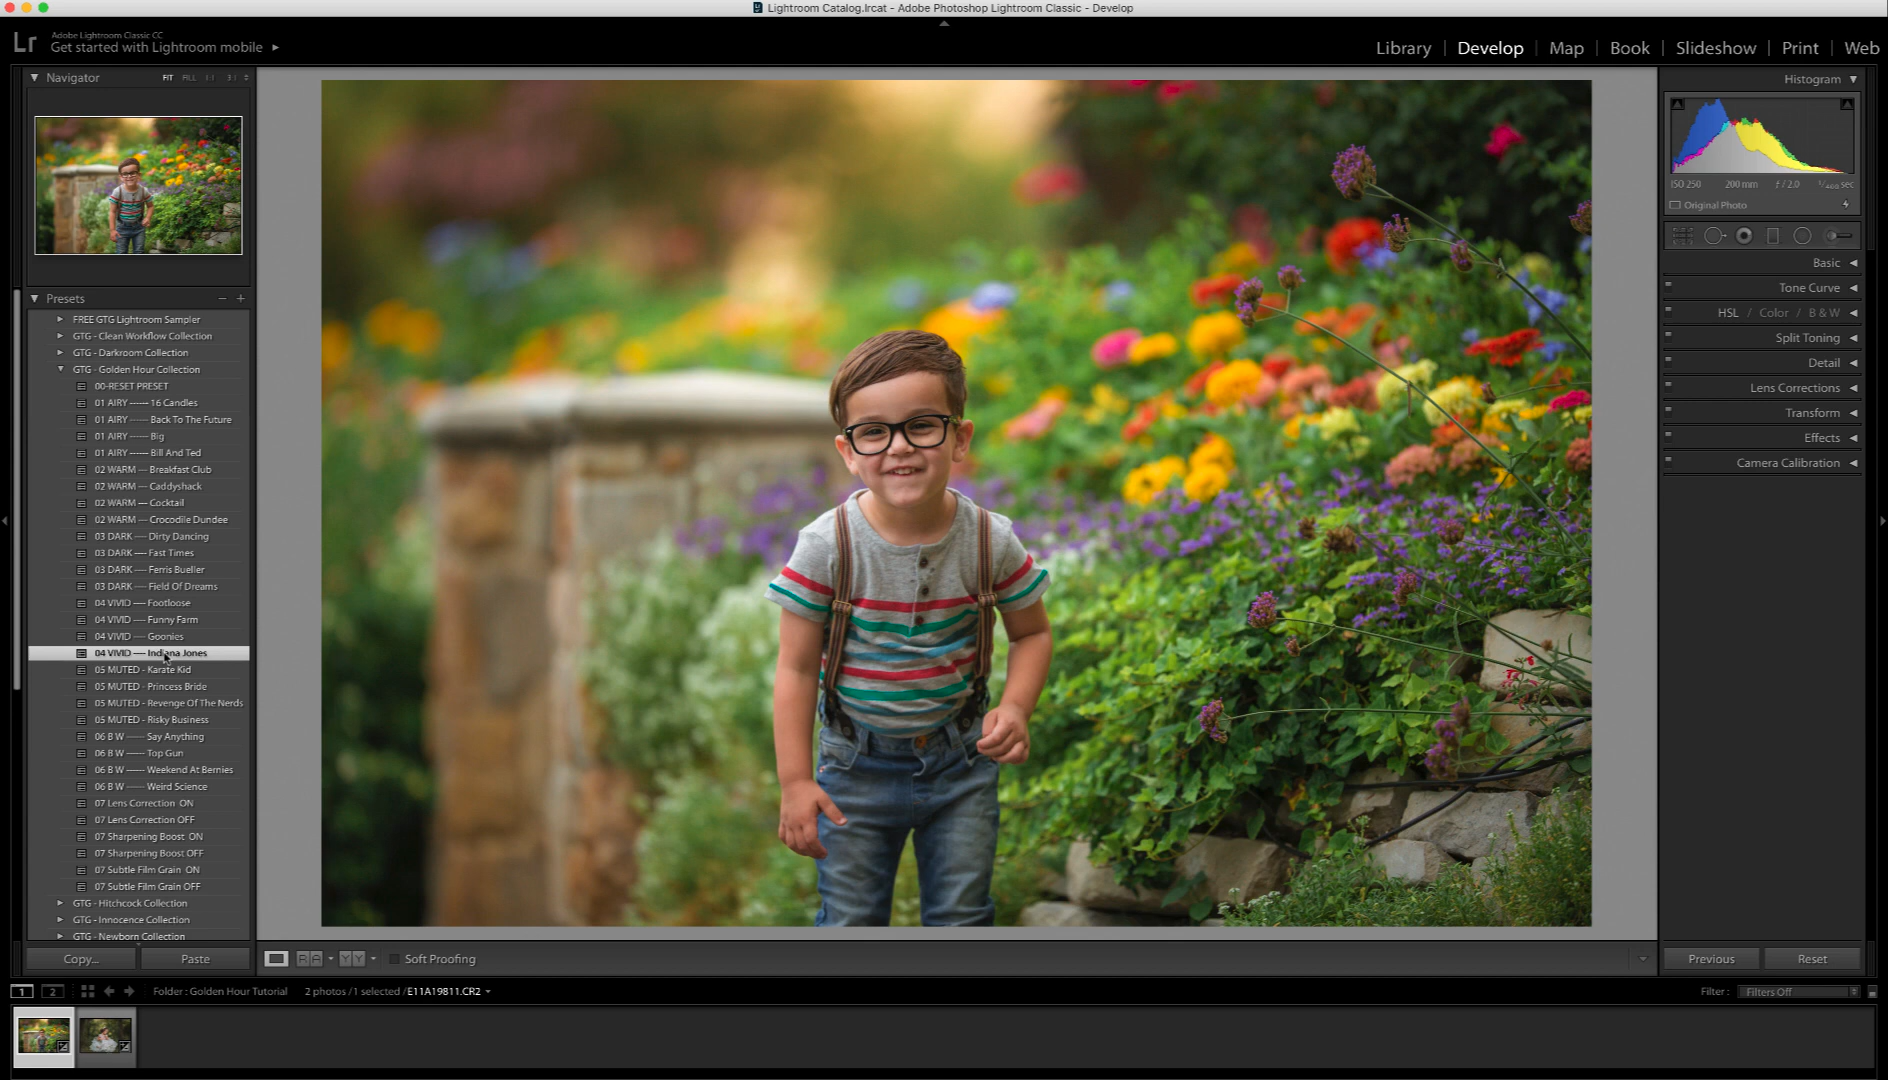 Lightroom Catalog.lrcat - Adobe Photoshop Lightroom Classic - Develop
Lr
Adobe Lightroom Classic CC
Get started with Lightroom mobile
Library | Develop | Map | Book | Slideshow | Print | Web
Navigator
FIT FILL 1:1 3:1
Presets
FREE GTG Lightroom Sampler
GTG - Clean Workflow Collection
GTG - Darkroom Collection
GTG - Golden Hour Collection
00-RESET PRESET
01 AIRY ------ 16 Candles
01 AIRY ------ Back To The Future
01 AIRY ------ Big
01 AIRY ------ Bill And Ted
02 WARM --- Breakfast Club
02 WARM --- Caddyshack
02 WARM --- Cocktail
02 WARM --- Crocodile Dundee
03 DARK ---- Dirty Dancing
03 DARK ---- Fast Times
03 DARK ---- Ferris Bueller
03 DARK ---- Field Of Dreams
04 VIVID ---- Footloose
04 VIVID ---- Funny Farm
04 VIVID ---- Goonies
04 VIVID ---- Indiana Jones
05 MUTED - Karate Kid
05 MUTED - Princess Bride
05 MUTED - Revenge Of The Nerds
05 MUTED - Risky Business
06 B W ------ Say Anything
06 B W ------ Top Gun
06 B W ------ Weekend At Bernies
06 B W ------ Weird Science
07 Lens Correction ON
07 Lens Correction OFF
07 Sharpening Boost ON
07 Sharpening Boost OFF
07 Subtle Film Grain ON
07 Subtle Film Grain OFF
GTG - Hitchcock Collection
GTG - Innocence Collection
GTG - Newborn Collection
Copy...
Paste
Histogram
ISO 250 200 mm ƒ / 2.0 sec
Original Photo
Basic
Tone Curve
HSL / Color / B & W
Split Toning
Detail
Lens Corrections
Transform
Effects
Camera Calibration
Soft Proofing
Previous
Reset
1 2
Folder : Golden Hour Tutorial
2 photos / 1 selected / E11A19811.CR2
Filter : Filters Off